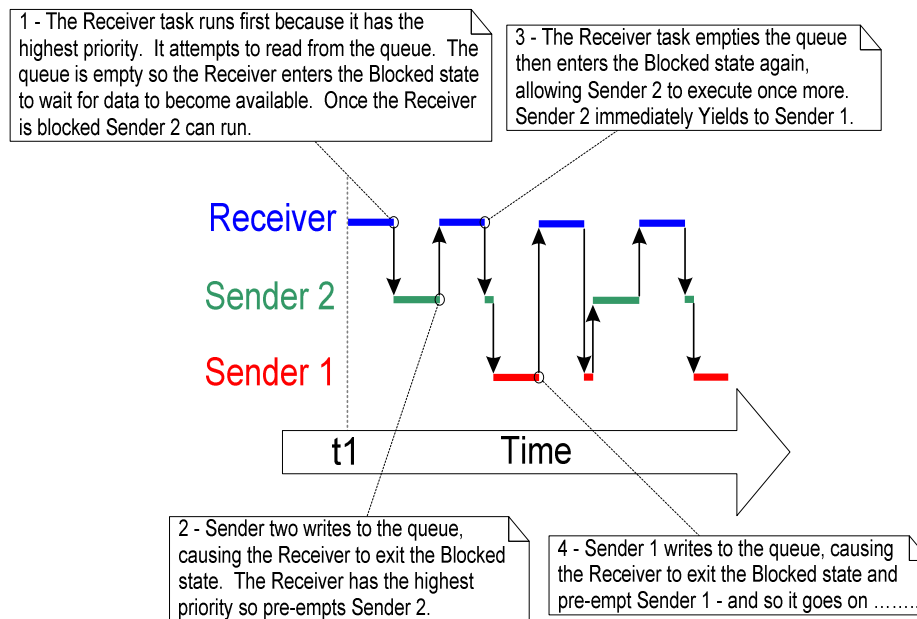 1 - The Receiver task runs first because it has the
highest priority. It attempts to read from the queue. The
queue is empty so the Receiver enters the Blocked state
to wait for data to become available. Once the Receiver
is blocked Sender 2 can run.
3 - The Receiver task empties the queue
then enters the Blocked state again,
allowing Sender 2 to execute once more.
Sender 2 immediately Yields to Sender 1.
Receiver
Sender 2
Sender 1
t1
Time
2 - Sender two writes to the queue,
causing the Receiver to exit the Blocked
state. The Receiver has the highest
priority so pre-empts Sender 2.
4 - Sender 1 writes to the queue, causing
the Receiver to exit the Blocked state and
pre-empt Sender 1 - and so it goes on ........